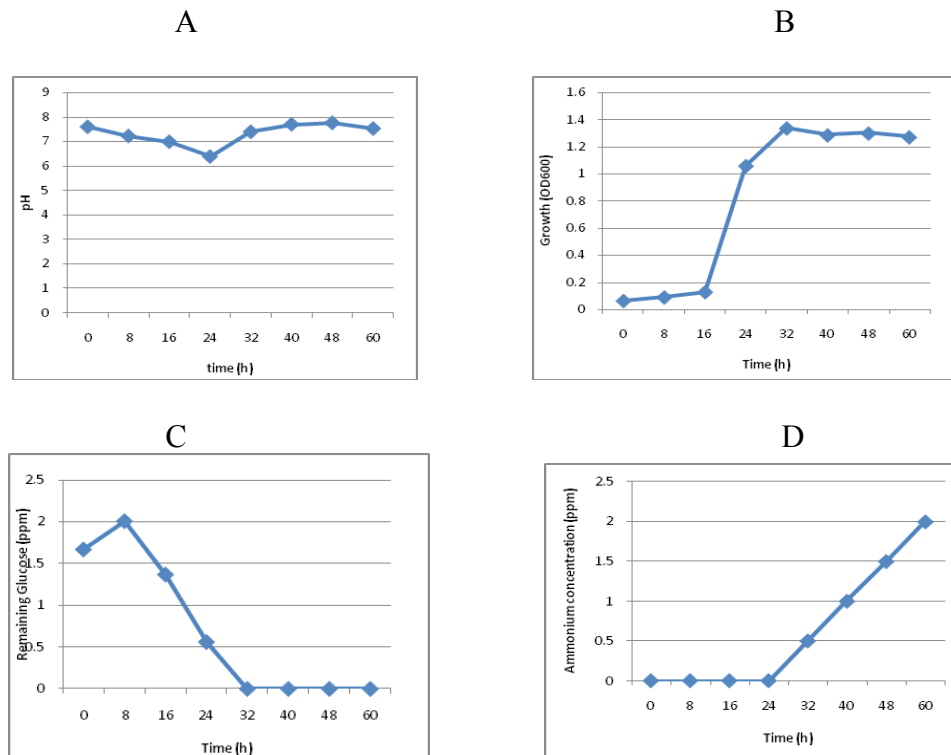 A
pH
9
8
7
6
5
4
3
2
1
0
0 8 16 24 32 40 48 60
time (h)
B
Growth (OD600)
1.6
1.4
1.2
1
0.8
0.6
0.4
0.2
0
0 8 16 24 32 40 48 60
Time (h)
C
Remaining Glucose (ppm)
2.5
2
1.5
1
0.5
0
0 8 16 24 32 40 48 60
Time (h)
D
Ammonium concentration (ppm)
2.5
2
1.5
1
0.5
0
0 8 16 24 32 40 48 60
Time (h)